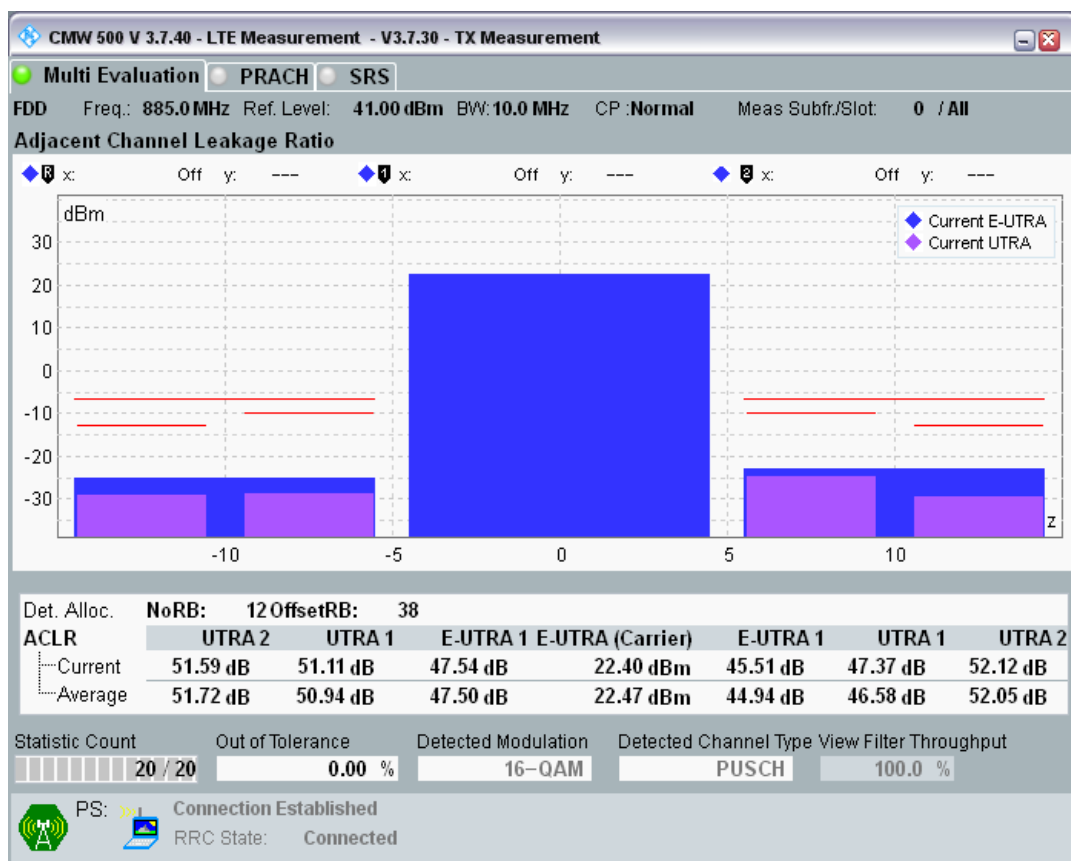 CMW 500 V 3.7.40 - LTE Measurement - V3.7.30 - TX Measurement
Multi Evaluation PRACH SRS
FDD Freq.: 885.0 MHz Ref. Level: 41.00 dBm BW: 10.0 MHz CP :Normal Meas Subfr./Slot: 0 / All
Adjacent Channel Leakage Ratio
R x: Off y: --- 1 x: Off y: --- 2 x: Off y: ---
dBm
Current E-UTRA
Current UTRA
30
20
10
0
-10
-20
-30
z
-10 -5 0 5 10
Det. Alloc. NoRB: 12 OffsetRB: 38
ACLR UTRA 2 UTRA 1 E-UTRA 1 E-UTRA (Carrier) E-UTRA 1 UTRA 1 UTRA 2
Current 51.59 dB 51.11 dB 47.54 dB 22.40 dBm 45.51 dB 47.37 dB 52.12 dB
Average 51.72 dB 50.94 dB 47.50 dB 22.47 dBm 44.94 dB 46.58 dB 52.05 dB
Statistic Count Out of Tolerance Detected Modulation Detected Channel Type View Filter Throughput
20 / 20 0.00 % 16-QAM PUSCH 100.0 %
PS: Connection Established
RRC State: Connected